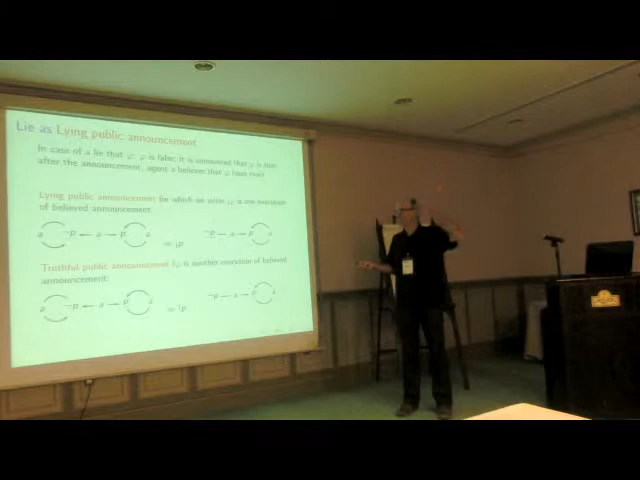 Lie as Lying public announcement
In case of a lie that φ: φ is false, it is announced that φ is true,
after the announcement, agent a believes that φ
Lying public announcement for which we write ¡φ is one execution
of believed announcement:
a ¬p ← a → p a ⇒ ¡p ¬p — a → p a
Truthful public announcement !φ is another execution of believed
announcement:
a ¬p ← a → p a ¬p — a → p a